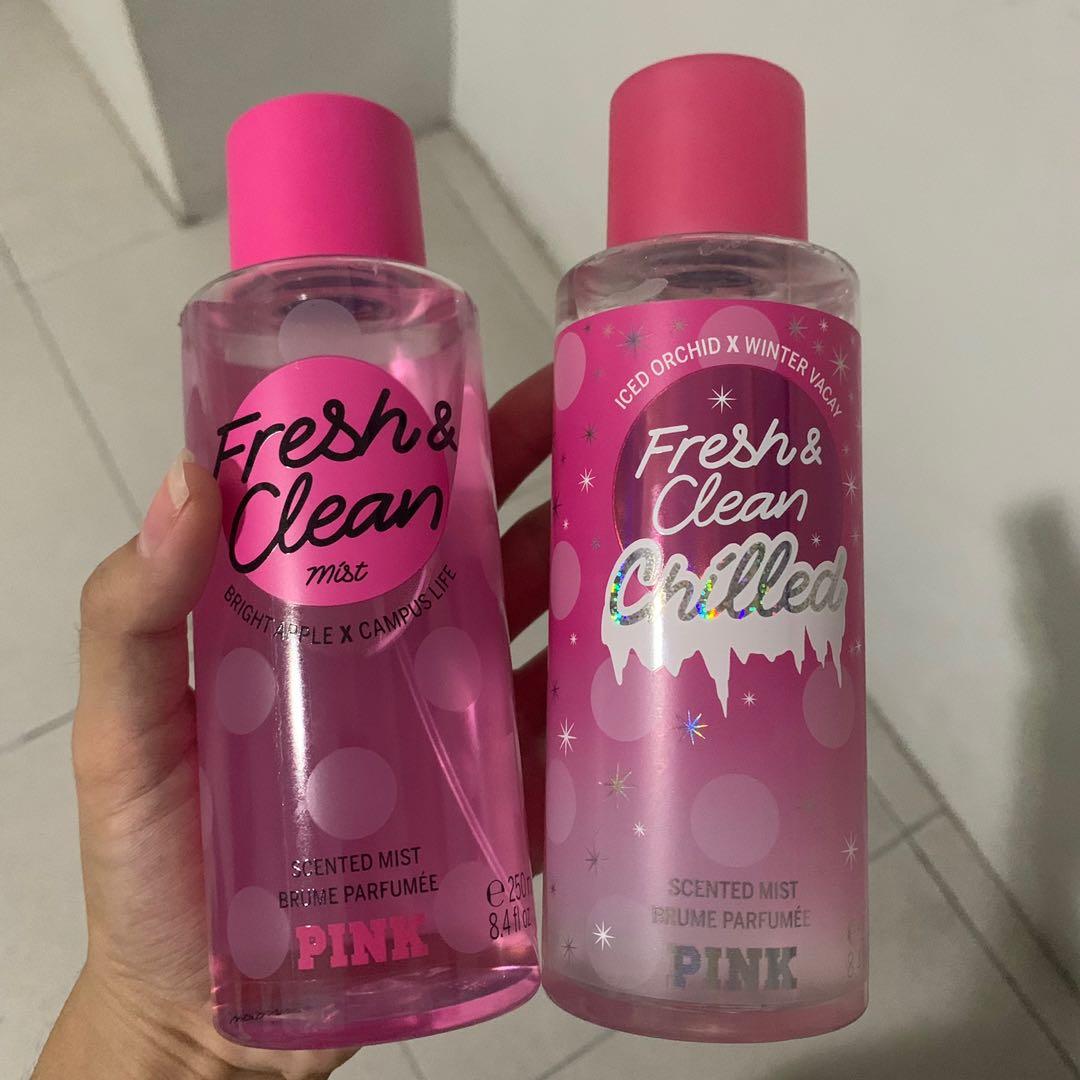 Fresh &
Clean
mist
BRIGHT APPLE X CAMPUS LIFE
SCENTED MIST
BRUME PARFUMÉE
PINK
e 250
8.4 fl oz
ICED ORCHID X WINTER VACAY
Fresh &
Clean
Chilled
SCENTED MIST
BRUME PARFUMÉE
PINK